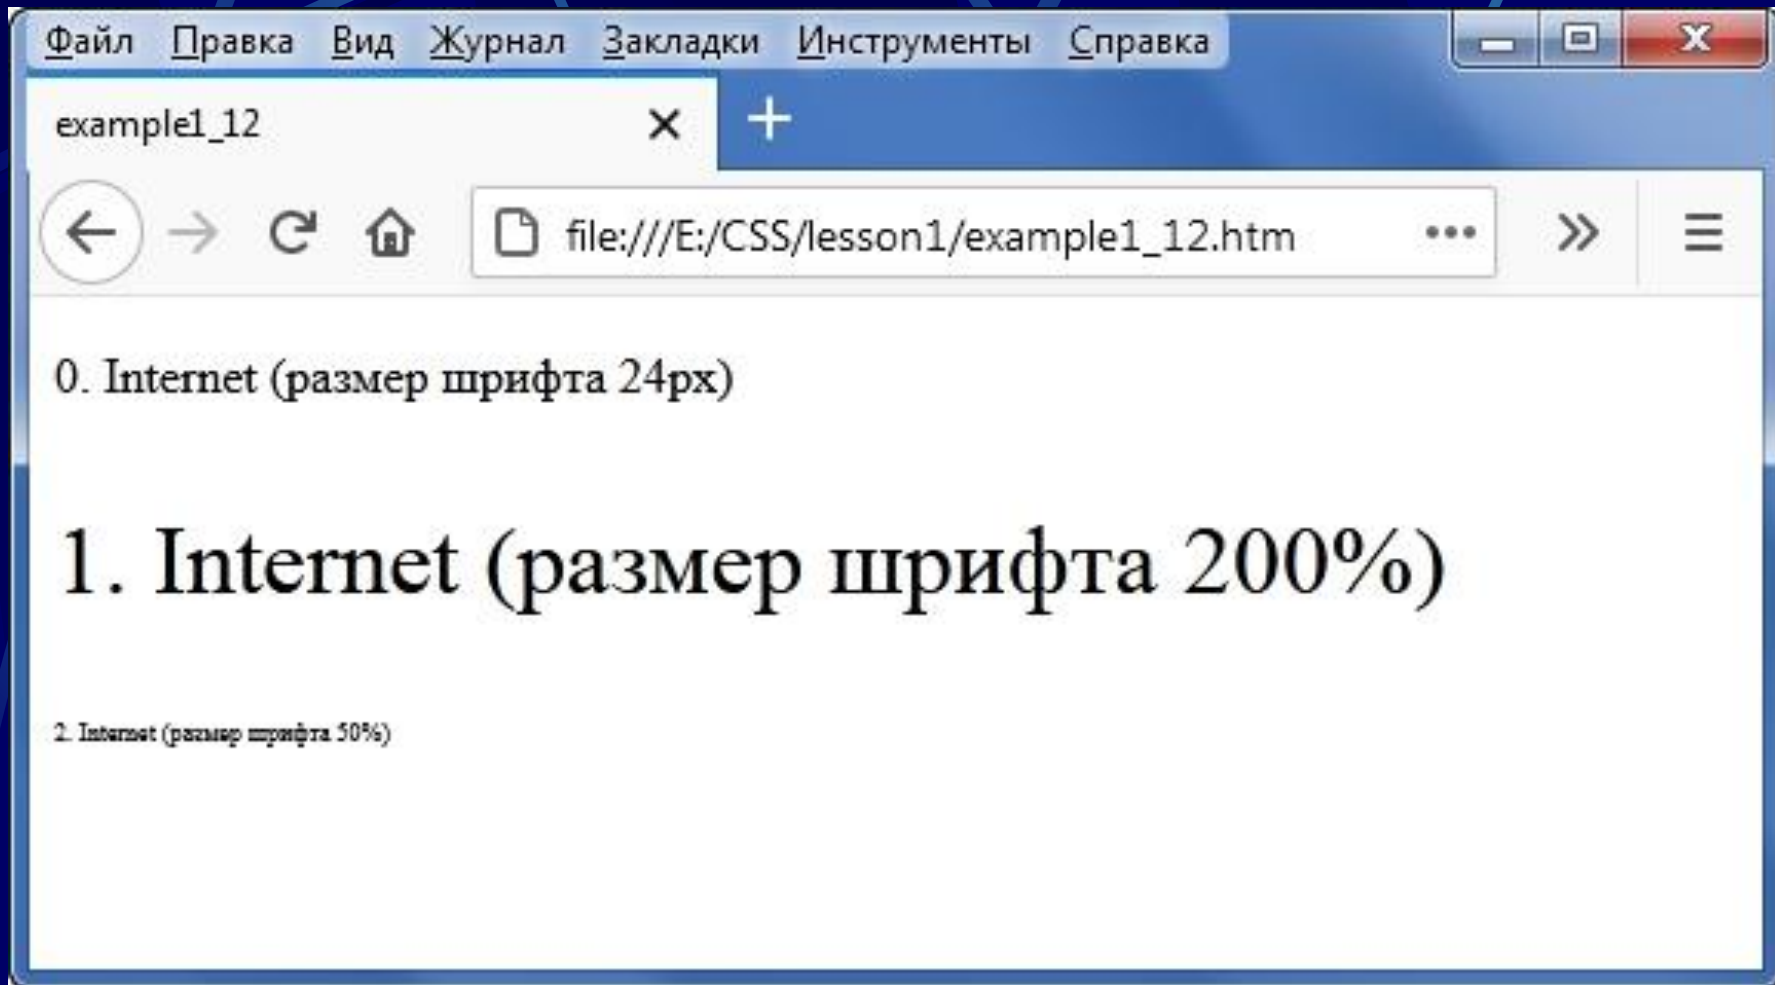 Файл Правка Вид Журнал Закладки Инструменты Справка
example1_12
file:///E:/CSS/lesson1/example1_12.htm
0. Internet (размер шрифта 24px)
1. Internet (размер шрифта 200%)
2. Internet (размер шрифта 50%)